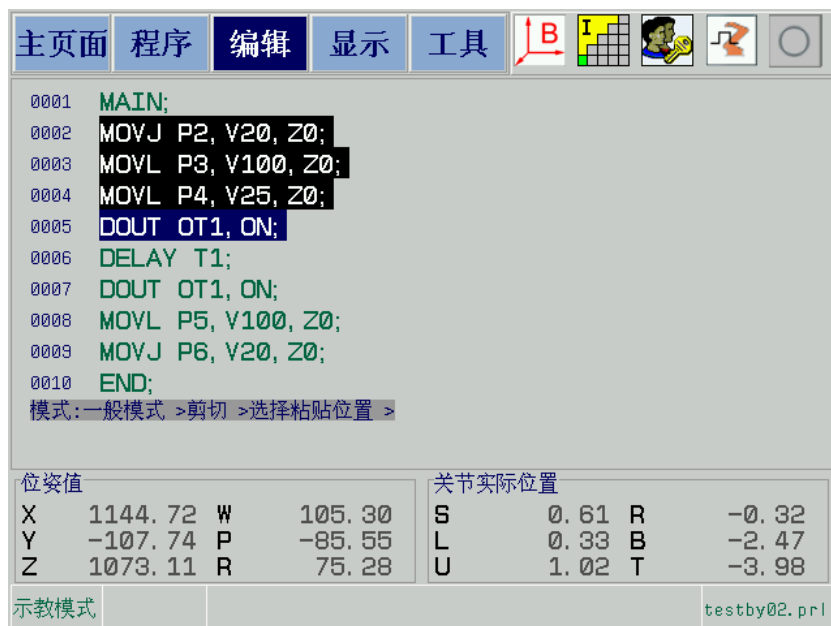 主页面 程序 编辑 显示 工具 B I
0001 MAIN;
0002 MOVJ P2, V20, Z0;
0003 MOVL P3, V100, Z0;
0004 MOVL P4, V25, Z0;
0005 DOUT OT1, ON;
0006 DELAY T1;
0007 DOUT OT1, ON;
0008 MOVL P5, V100, Z0;
0009 MOVJ P6, V20, Z0;
0010 END;
模式:一般模式 >剪切 >选择粘贴位置 >
位姿值 关节实际位置
X 1144.72 W 105.30 S 0.61 R -0.32
Y -107.74 P -85.55 L 0.33 B -2.47
Z 1073.11 R 75.28 U 1.02 T -3.98
示教模式 testby02.prl